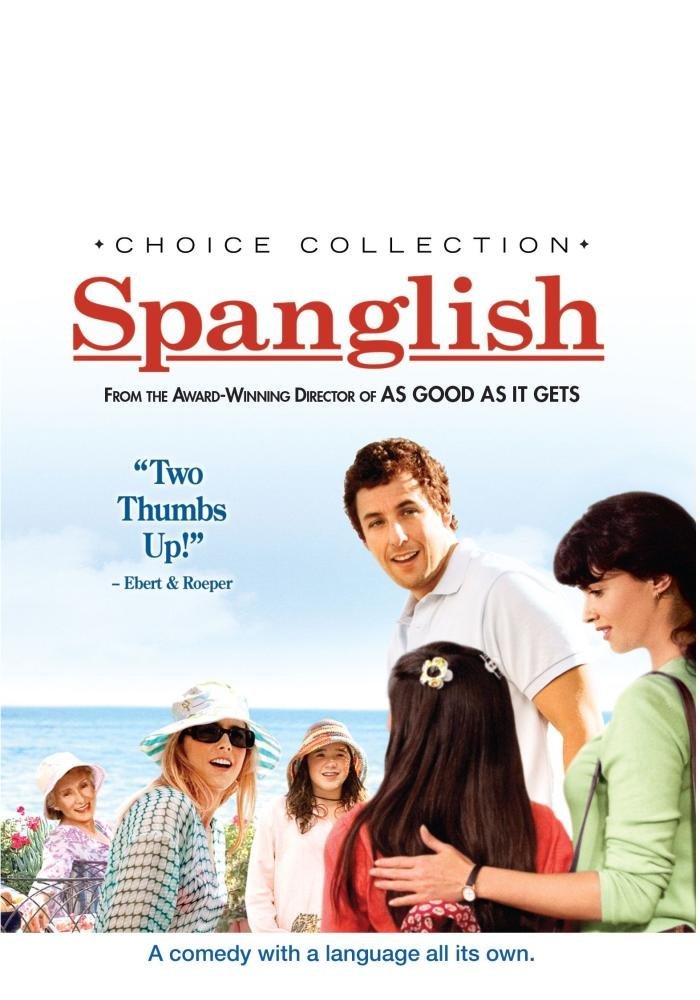 ✦CHOICE COLLECTION✦
Spanglish
FROM THE AWARD-WINNING DIRECTOR OF AS GOOD AS IT GETS
“Two
Thumbs
Up!”
– Ebert & Roeper
A comedy with a language all its own.